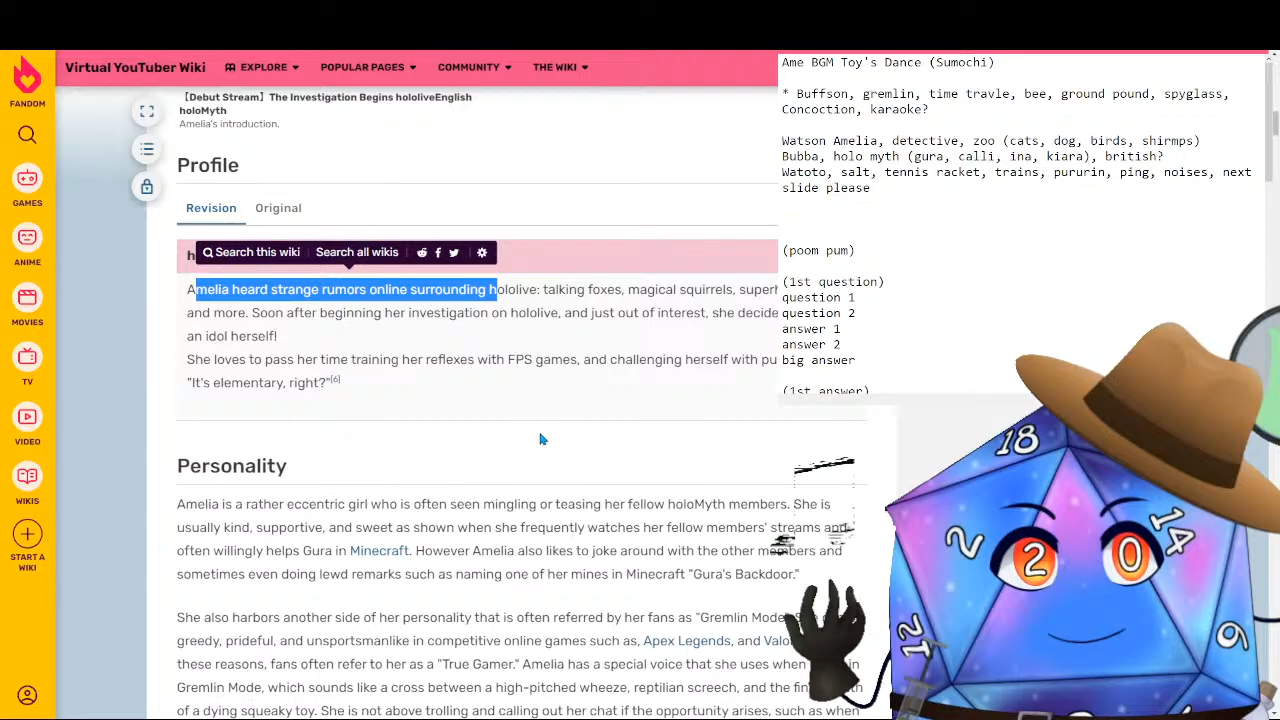 FANDOM
GAMES
ANIME
MOVIES
TV
VIDEO
WIKIS
START A
WIKI
Virtual YouTuber Wiki
EXPLORE
POPULAR PAGES
COMMUNITY
THE WIKI
【Debut Stream】The Investigation Begins hololiveEnglish
holoMyth
Amelia's introduction.
Profile
Revision Original
Search this wiki Search all wikis
Amelia heard strange rumors online surrounding hololive: talking foxes, magical squirrels,
and more. Soon after beginning her investigation on hololive, and just out of interest, she decide
an idol herself!
She loves to pass her time training her reflexes with FPS games, and challenging herself with pu
"It's elementary, right?"[6]
Personality
Amelia is a rather eccentric girl who is often seen mingling or teasing her fellow holoMyth members. She is
usually kind, supportive, and sweet as shown when she frequently watches her fellow members' streams and
often willingly helps Gura in Minecraft. However Amelia also likes to joke around with the other members and
sometimes even doing lewd remarks such as naming one of her mines in Minecraft "Gura's Backdoor."
She also harbors another side of her personality that is often referred by her fans as "Gremlin Mode
greedy, prideful, and unsportsmanlike in competitive online games such as, Apex Legends, and Valo
these reasons, fans often refer to her as a "True Gamer." Amelia has a special voice that she uses when in
Gremlin Mode, which sounds like a cross between a high-pitched wheeze, reptilian screech, and the
of a dying squeaky toy. She is not above trolling and calling out her chat if the opportunity arises, such as when
Ame BGM Toy's Dance (Sumochi)
* Buffson, gremlin, time travle, bee, ground pound, spyglass,
Concoction, karaoke?
Watson Amelia, detective, zoo (cats, dog, birds, shirmps)
Bubba, holo myth (gura, calli, ina, kiara), british?
Watoto, salt, tennis racket, trains, pururin, ping, noises, next
slide please
(poom pum)
(1st question)
question 1
question 2
answer 1
answer 2
big answer
(1st answer)
18
2
2
0
14
12
9